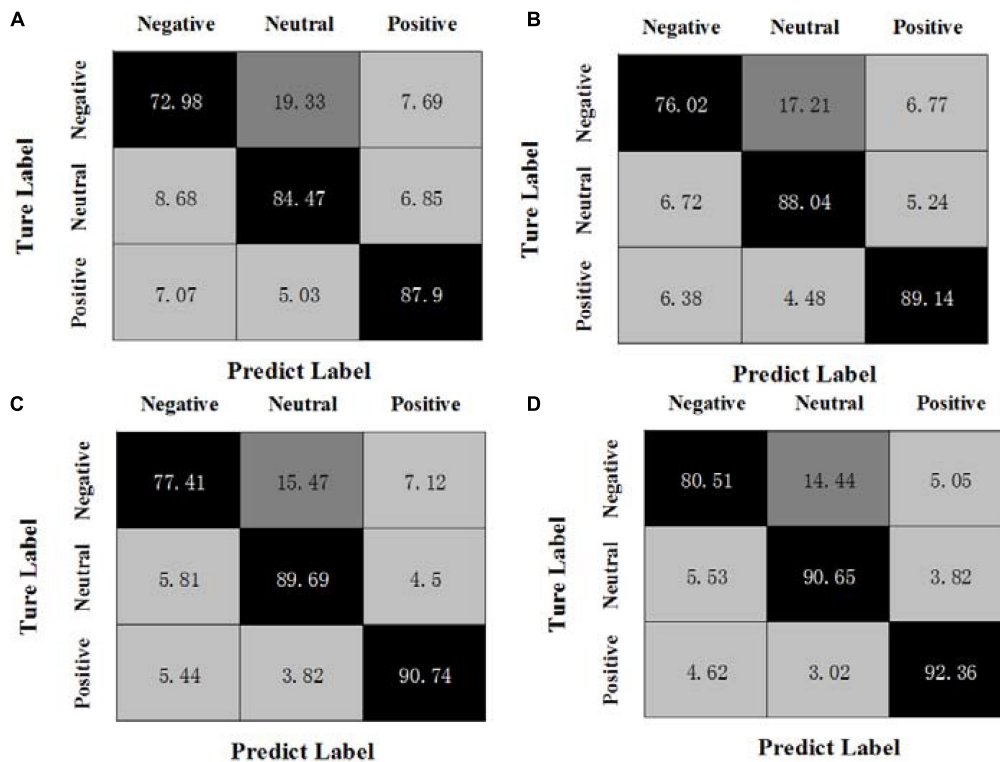 A
Negative Neutral Positive
Ture Label
Negative 72.98 19.33 7.69
Neutral 8.68 84.47 6.85
Positive 7.07 5.03 87.9
Predict Label
B
Negative Neutral Positive
Ture Label
Negative 76.02 17.21 6.77
Neutral 6.72 88.04 5.24
Positive 6.38 4.48 89.14
Predict Label
C
Negative Neutral Positive
Ture Label
Negative 77.41 15.47 7.12
Neutral 5.81 89.69 4.5
Positive 5.44 3.82 90.74
Predict Label
D
Negative Neutral Positive
Ture Label
Negative 80.51 14.44 5.05
Neutral 5.53 90.65 3.82
Positive 4.62 3.02 92.36
Predict Label